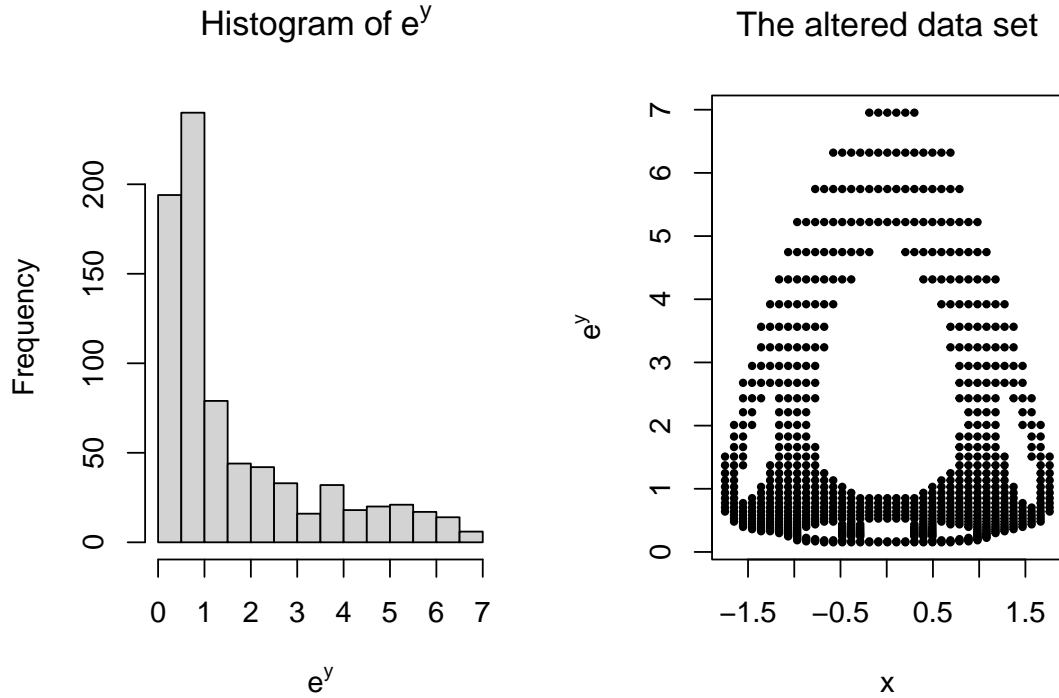 Histogram of e^y
Frequency
0
50
100
150
200
0 1 2 3 4 5 6 7
e^y
The altered data set
e^y
0
1
2
3
4
5
6
7
−1.5 −0.5 0.5 1.5
x